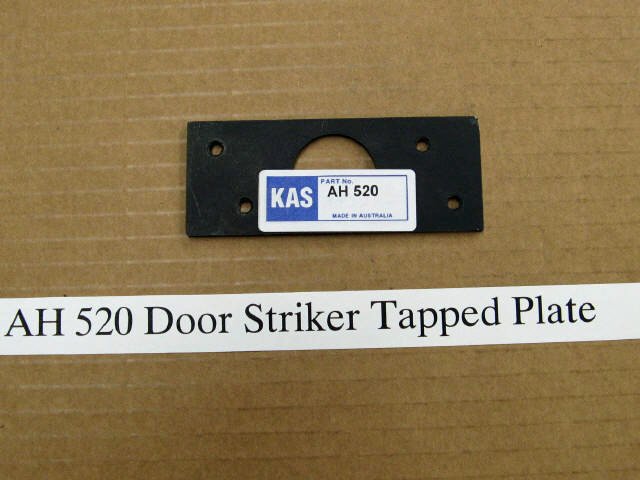 KAS
PART No.
AH 520
MADE IN AUSTRALIA
AH 520 Door Striker Tapped Plate